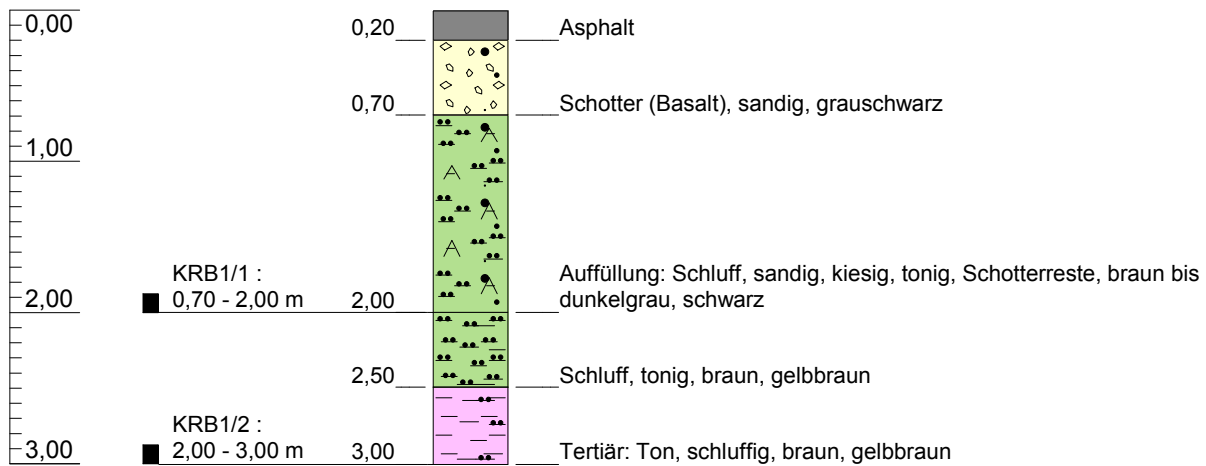 0,00
0,20 Asphalt
0,70 Schotter (Basalt), sandig, grauschwarz
1,00
KRB1/1 :
Auffüllung: Schluff, sandig, kiesig, tonig, Schotterreste, braun bis
2,00
0,70 - 2,00 m
2,00
dunkelgrau, schwarz
2,50 Schluff, tonig, braun, gelbbraun
KRB1/2 :
3,00
2,00 - 3,00 m
3,00 Tertiär: Ton, schluffig, braun, gelbbraun